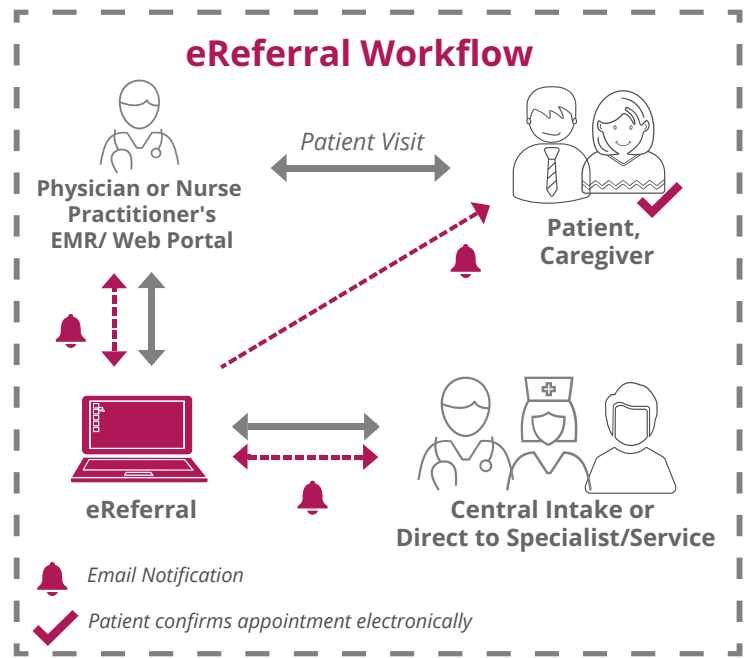 eReferral Workflow
Patient Visit
Physician or Nurse
Practitioner's
EMR/ Web Portal
Patient,
Caregiver
eReferral
Central Intake or
Direct to Specialist/Service
Email Notification
Patient confirms appointment electronically